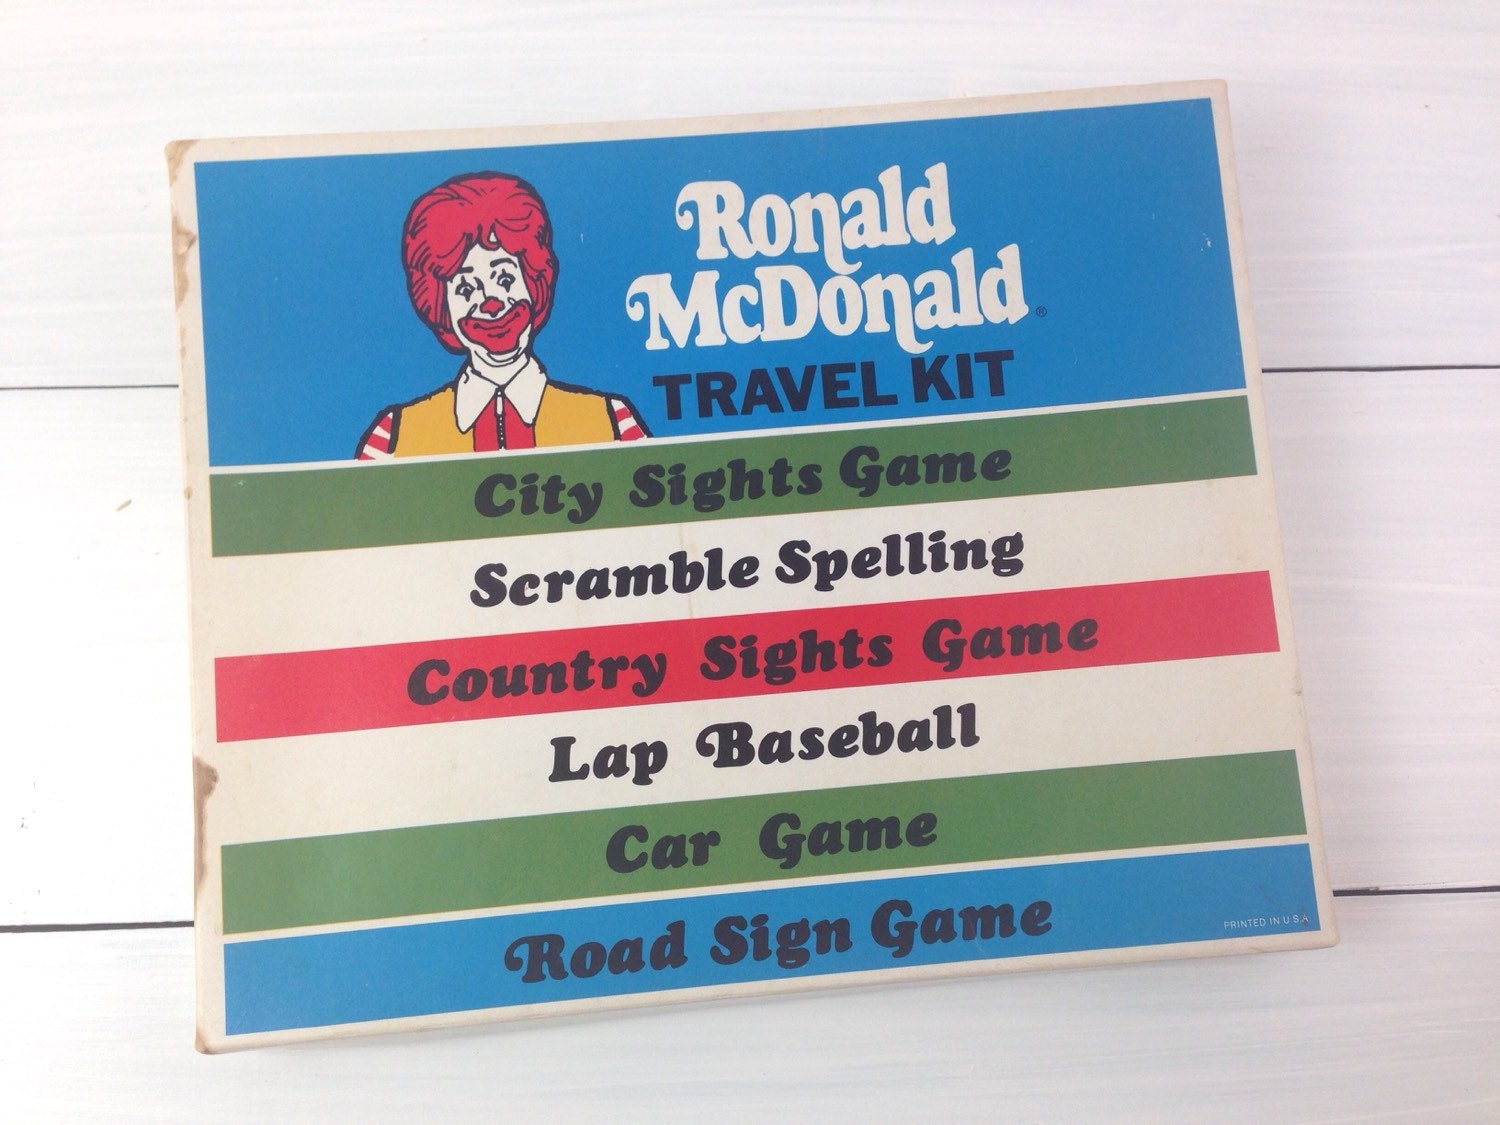 Ronald
McDonald®
TRAVEL KIT
City Sights Game
Scramble Spelling
Country Sights Game
Lap Baseball
Car Game
Road Sign Game
PRINTED IN U.S.A